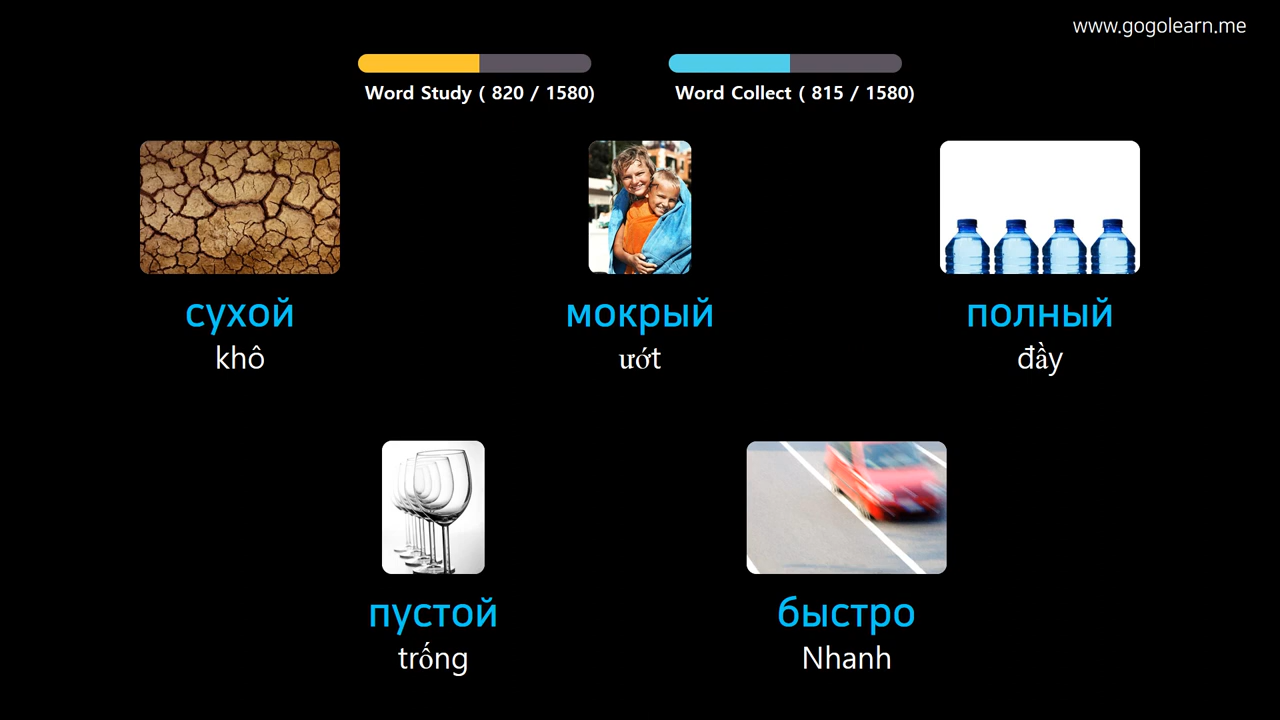 www.gogolearn.me
Word Study ( 820 / 1580)
Word Collect ( 815 / 1580)
сухой
khô
мокрый
ướt
полный
đầy
пустой
trống
быстро
Nhanh